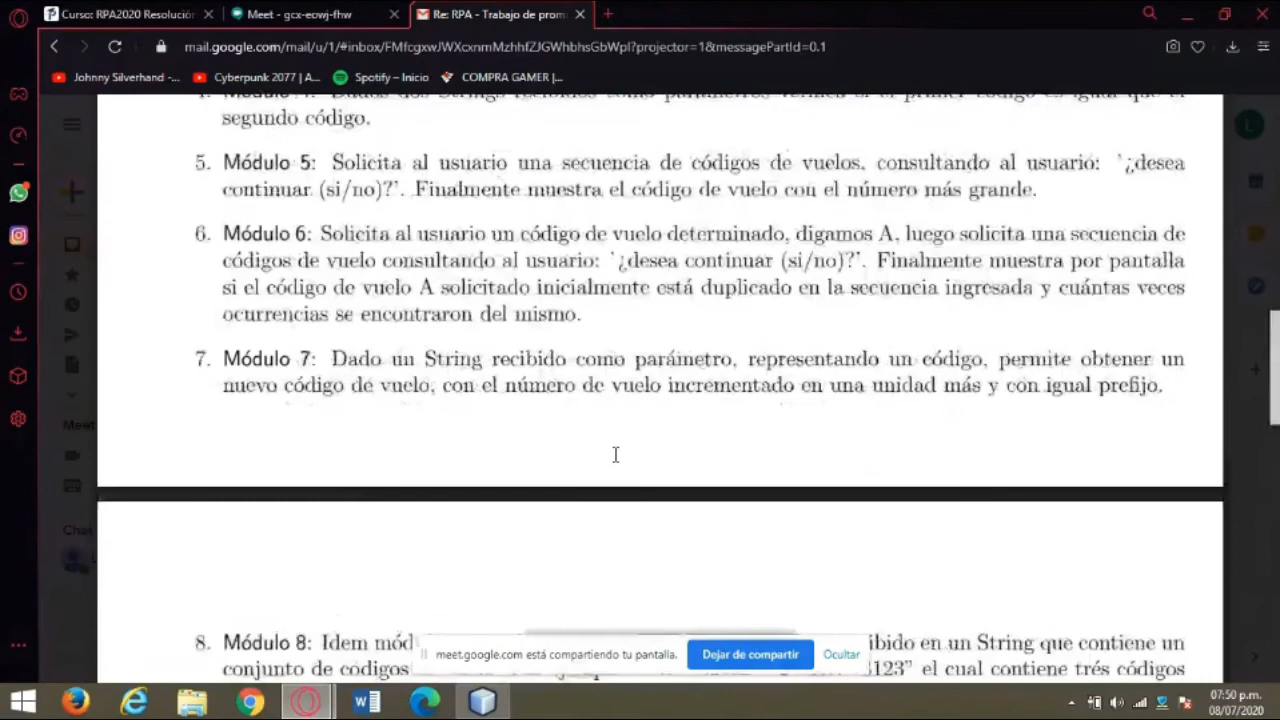 Curso: RPA2020 Resolución
Meet - gcx-eowj-fhw
Re: RPA - Trabajo de prom
mail.google.com/mail/u/1/#inbox/FMfcgxwJWXcxnmMzhhfZJGWhbhsGbWpl?projector=1&messagePartId=0.1
Johnny Silverhand -...
Cyberpunk 2077 | A...
Spotify – Inicio
COMPRA GAMER |...
segundo código.
5. Módulo 5: Solicita al usuario una secuencia de códigos de vuelos, consultando al usuario: '¿desea
continuar (si/no)?'. Finalmente muestra el código de vuelo con el número más grande.
6. Módulo 6: Solicita al usuario un código de vuelo determinado, digamos A, luego solicita una secuencia de
códigos de vuelo consultando al usuario: '¿desea continuar (si/no)?'. Finalmente muestra por pantalla
si el código de vuelo A solicitado inicialmente está duplicado en la secuencia ingresada y cuántas veces
ocurrencias se encontraron del mismo.
7. Módulo 7: Dado un String recibido como parámetro, representando un código, permite obtener un
nuevo código de vuelo, con el número de vuelo incrementado en una unidad más y con igual prefijo.
Meet
Chat
8. Módulo 8: Idem mód
ibido en un String que contiene un
conjunto de códigos
123" el cual contiene trés códigos
meet.google.com está compartiendo tu pantalla.
Dejar de compartir
Ocultar
07:50 p.m.
08/07/2020